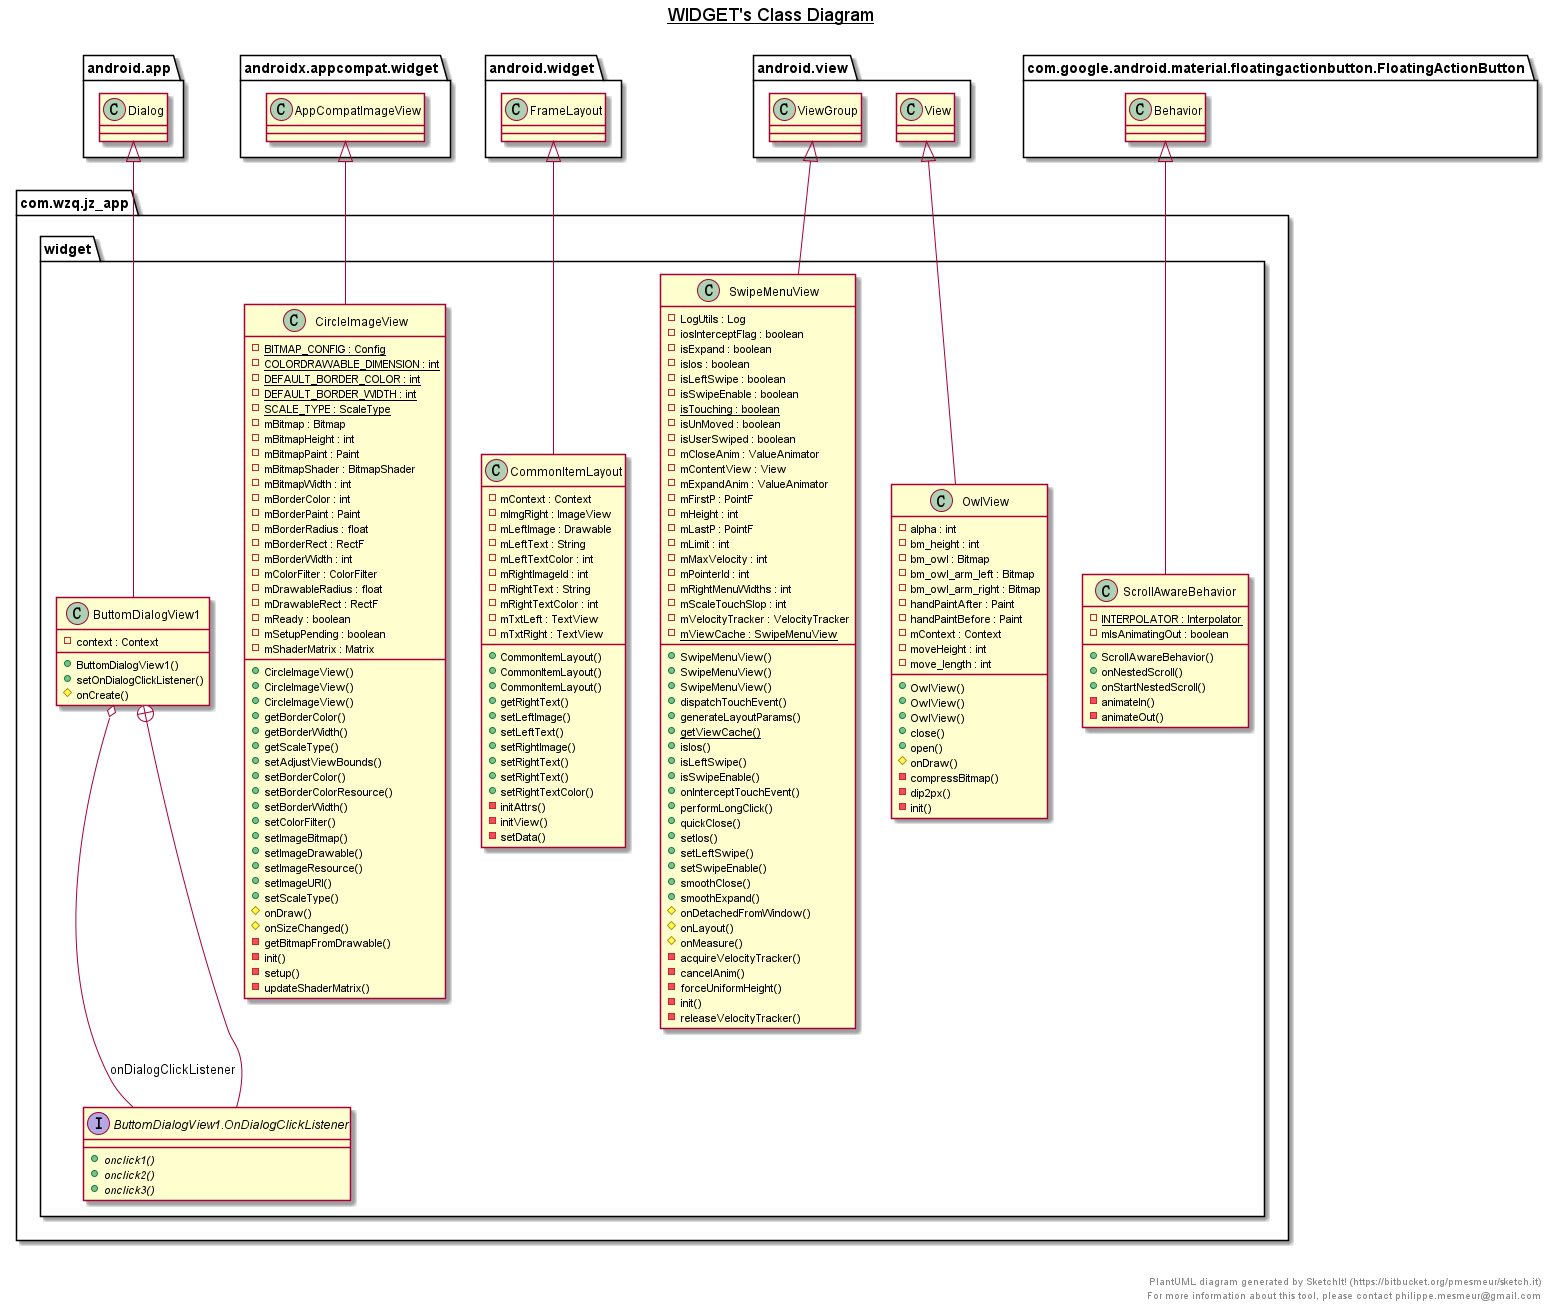 WIDGET's Class Diagram
android.app
C Dialog
androidx.appcompat.widget
C AppCompatImageView
android.widget
C FrameLayout
android.view
C ViewGroup
C View
com.google.android.material.floatingactionbutton.FloatingActionButton
C Behavior
com.wzq.jz_app
widget
C ButtomDialogView1
context : Context
ButtomDialogView1()
setOnDialogClickListener()
onCreate()
C CircleImageView
BITMAP_CONFIG : Config
COLORDRAWABLE_DIMENSION : int
DEFAULT_BORDER_COLOR : int
DEFAULT_BORDER_WIDTH : int
SCALE_TYPE : ScaleType
mBitmap : Bitmap
mBitmapHeight : int
mBitmapPaint : Paint
mBitmapShader : BitmapShader
mBitmapWidth : int
mBorderColor : int
mBorderPaint : Paint
mBorderRadius : float
mBorderRect : RectF
mBorderWidth : int
mColorFilter : ColorFilter
mDrawableRadius : float
mDrawableRect : RectF
mReady : boolean
mSetupPending : boolean
mShaderMatrix : Matrix
CircleImageView()
CircleImageView()
CircleImageView()
getBorderColor()
getBorderWidth()
getScaleType()
setAdjustViewBounds()
setBorderColor()
setBorderColorResource()
setBorderWidth()
setColorFilter()
setImageBitmap()
setImageDrawable()
setImageResource()
setImageURI()
setScaleType()
onDraw()
onSizeChanged()
getBitmapFromDrawable()
init()
setup()
updateShaderMatrix()
C CommonItemLayout
mContext : Context
mImgRight : ImageView
mLeftImage : Drawable
mLeftText : String
mLeftTextColor : int
mRightImageId : int
mRightText : String
mRightTextColor : int
mTxtLeft : TextView
mTxtRight : TextView
CommonItemLayout()
CommonItemLayout()
CommonItemLayout()
getRightText()
setLeftImage()
setLeftText()
setRightImage()
setRightText()
setRightText()
setRightTextColor()
initAttrs()
initView()
setData()
C SwipeMenuView
LogUtils : Log
iosInterceptFlag : boolean
isExpand : boolean
isIos : boolean
isLeftSwipe : boolean
isSwipeEnable : boolean
isTouching : boolean
isUnMoved : boolean
isUserSwiped : boolean
mCloseAnim : ValueAnimator
mContentView : View
mExpandAnim : ValueAnimator
mFirstP : PointF
mHeight : int
mLastP : PointF
mLimit : int
mMaxVelocity : int
mPointerId : int
mRightMenuWidths : int
mScaleTouchSlop : int
mVelocityTracker : VelocityTracker
mViewCache : SwipeMenuView
SwipeMenuView()
SwipeMenuView()
SwipeMenuView()
dispatchTouchEvent()
generateLayoutParams()
getViewCache()
isIos()
isLeftSwipe()
isSwipeEnable()
onInterceptTouchEvent()
performLongClick()
quickClose()
setIos()
setLeftSwipe()
setSwipeEnable()
smoothClose()
smoothExpand()
onDetachedFromWindow()
onLayout()
onMeasure()
acquireVelocityTracker()
cancelAnim()
forceUniformHeight()
init()
releaseVelocityTracker()
C OwlView
alpha : int
bm_height : int
bm_owl : Bitmap
bm_owl_arm_left : Bitmap
bm_owl_arm_right : Bitmap
handPaintAfter : Paint
handPaintBefore : Paint
mContext : Context
moveHeight : int
move_length : int
OwlView()
OwlView()
OwlView()
close()
open()
onDraw()
compressBitmap()
dip2px()
init()
C ScrollAwareBehavior
INTERPOLATOR : Interpolator
mIsAnimatingOut : boolean
ScrollAwareBehavior()
onNestedScroll()
onStartNestedScroll()
animateIn()
animateOut()
onDialogClickListener
I ButtomDialogView1.OnDialogClickListener
onclick1()
onclick2()
onclick3()
PlantUML diagram generated by SketchIt! (https://bitbucket.org/pmesmeur/sketch.it)
For more information about this tool, please contact philippe.mesmeur@gmail.com